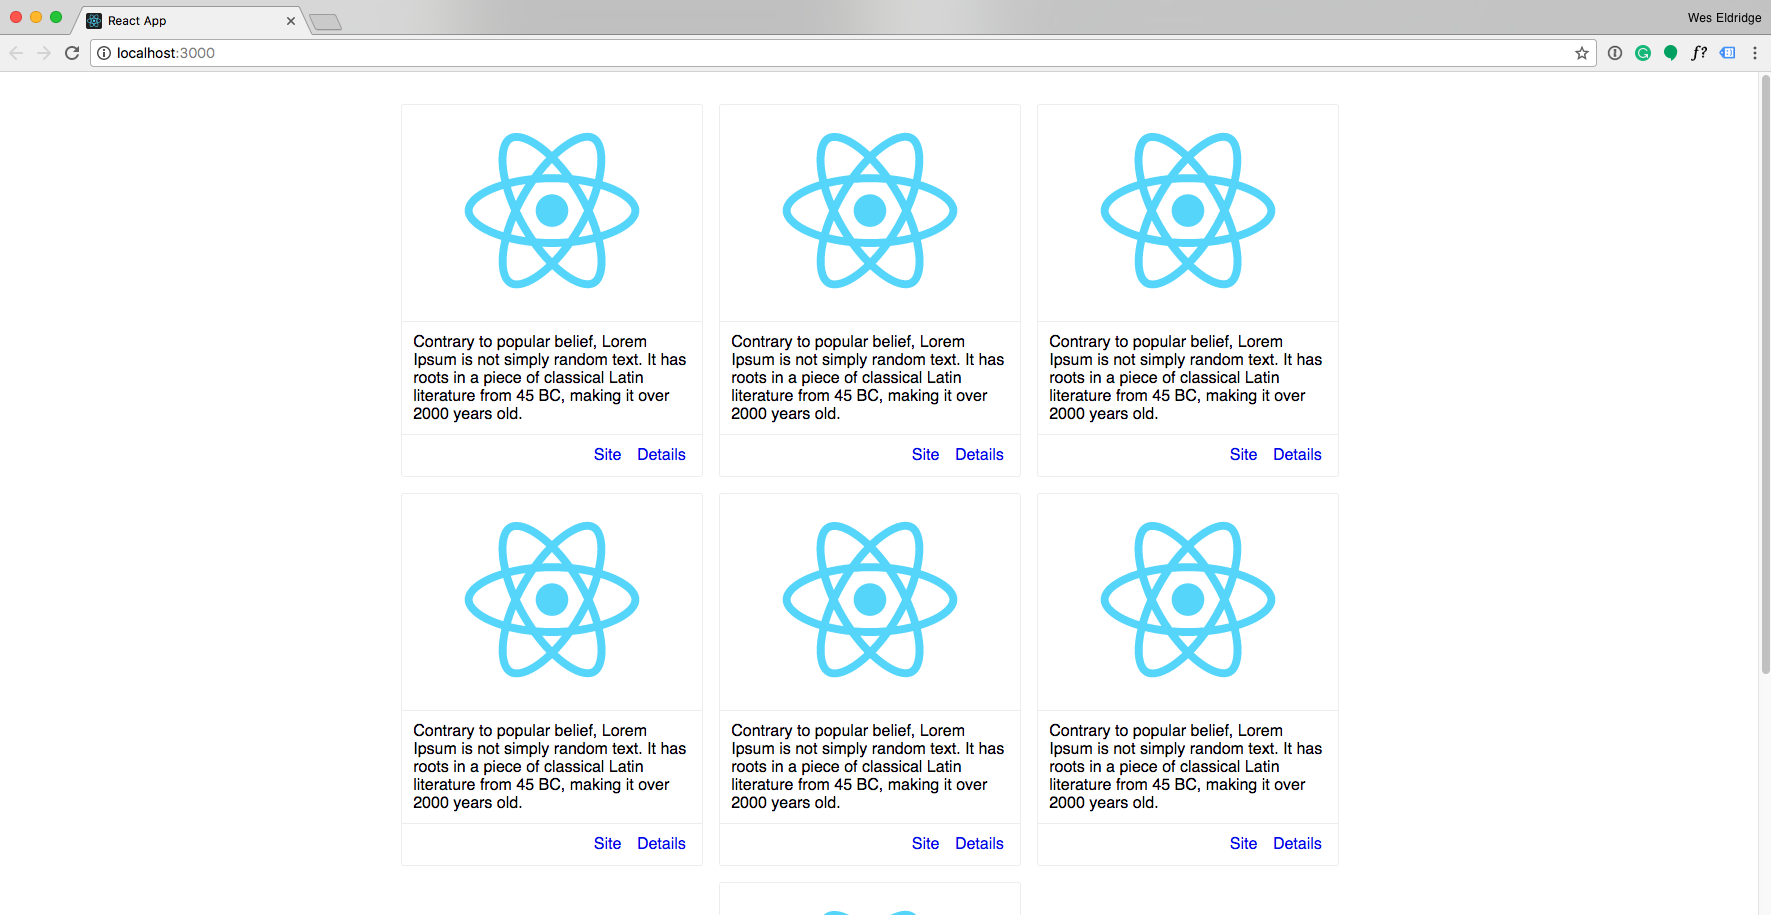 React App
Wes Eldridge
localhost:3000
f?
Contrary to popular belief, Lorem
Ipsum is not simply random text. It has
roots in a piece of classical Latin
literature from 45 BC, making it over
2000 years old.
Site Details
Contrary to popular belief, Lorem
Ipsum is not simply random text. It has
roots in a piece of classical Latin
literature from 45 BC, making it over
2000 years old.
Site Details
Contrary to popular belief, Lorem
Ipsum is not simply random text. It has
roots in a piece of classical Latin
literature from 45 BC, making it over
2000 years old.
Site Details
Contrary to popular belief, Lorem
Ipsum is not simply random text. It has
roots in a piece of classical Latin
literature from 45 BC, making it over
2000 years old.
Site Details
Contrary to popular belief, Lorem
Ipsum is not simply random text. It has
roots in a piece of classical Latin
literature from 45 BC, making it over
2000 years old.
Site Details
Contrary to popular belief, Lorem
Ipsum is not simply random text. It has
roots in a piece of classical Latin
literature from 45 BC, making it over
2000 years old.
Site Details